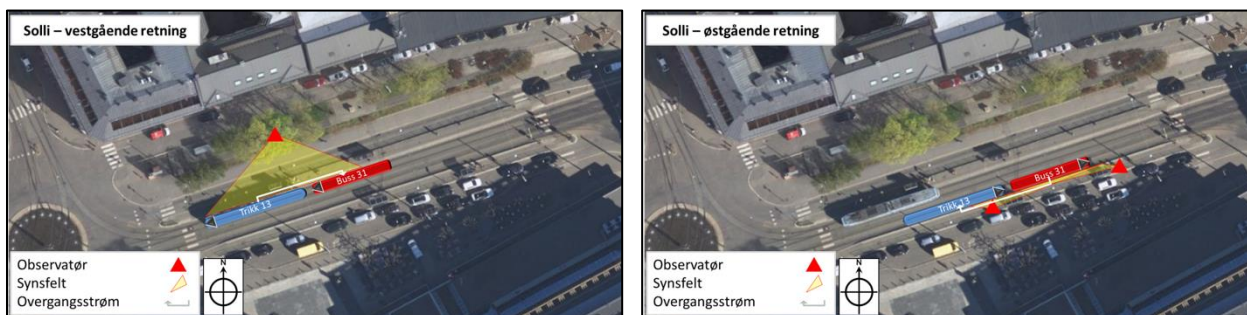 Solli – vestgående retning
Buss 31
Trikk 13
Observatør
Synsfelt
Overgangsstrøm
N
Solli – østgående retning
Buss 31
Trikk 13
Observatør
Synsfelt
Overgangsstrøm
N